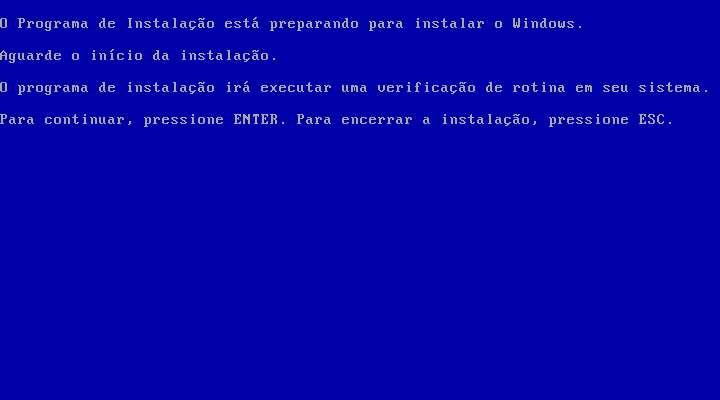 O Programa de Instalação está preparando para instalar o Windows.
Aguarde o início da instalação.
O programa de instalação irá executar uma verificação de rotina em seu sistema.
Para continuar, pressione ENTER. Para encerrar a instalação, pressione ESC.